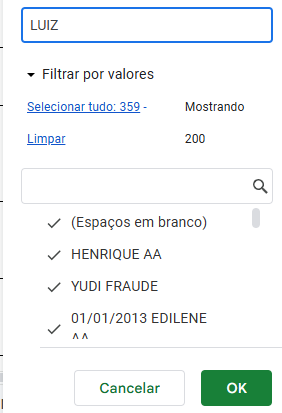 LUIZ
Filtrar por valores
Selecionar tudo: 359 - Mostrando
Limpar 200
(Espaços em branco)
HENRIQUE AA
YUDI FRAUDE
01/01/2013 EDILENE
AA
Cancelar OK